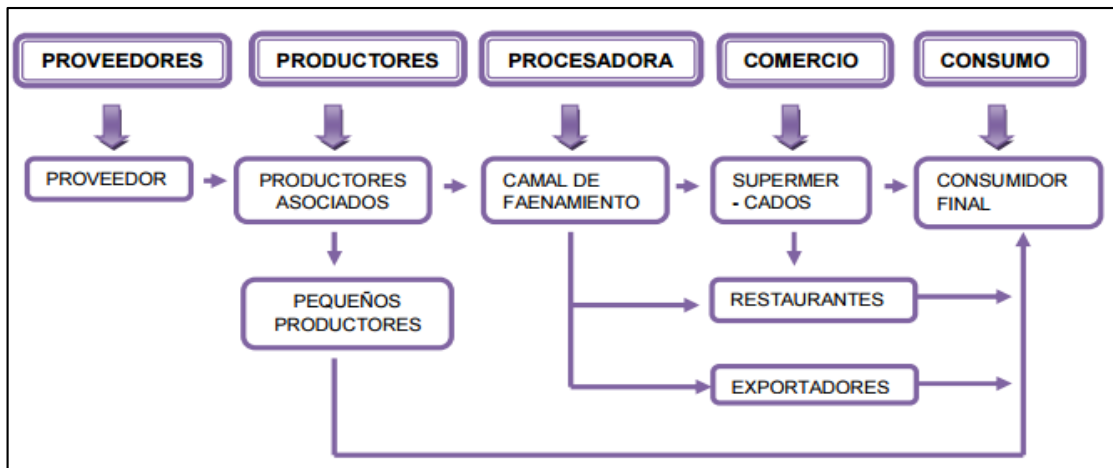 PROVEEDORES
PRODUCTORES
PROCESADORA
COMERCIO
CONSUMO
PROVEEDOR
PRODUCTORES
ASOCIADOS
CAMAL DE
FAENAMIENTO
SUPERMER
- CADOS
CONSUMIDOR
FINAL
PEQUEÑOS
PRODUCTORES
RESTAURANTES
EXPORTADORES